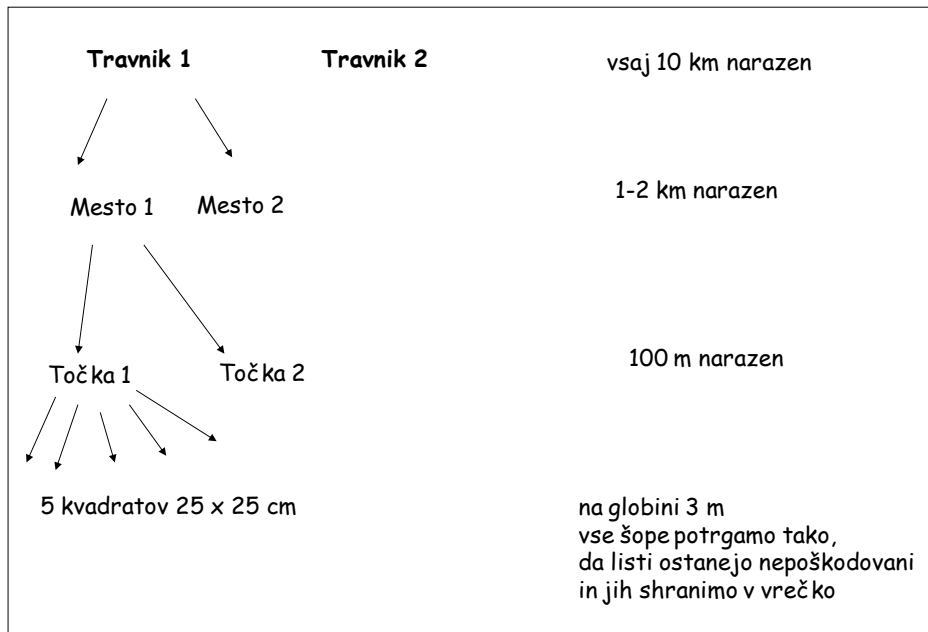 Travnik 1 Travnik 2 vsaj 10 km narazen
Mesto 1 Mesto 2 1-2 km narazen
Točka 1 Točka 2 100 m narazen
5 kvadratov 25 x 25 cm na globini 3 m
vse šope potrgamo tako,
da listi ostanejo nepoškodovani
in jih shranimo v vrečko